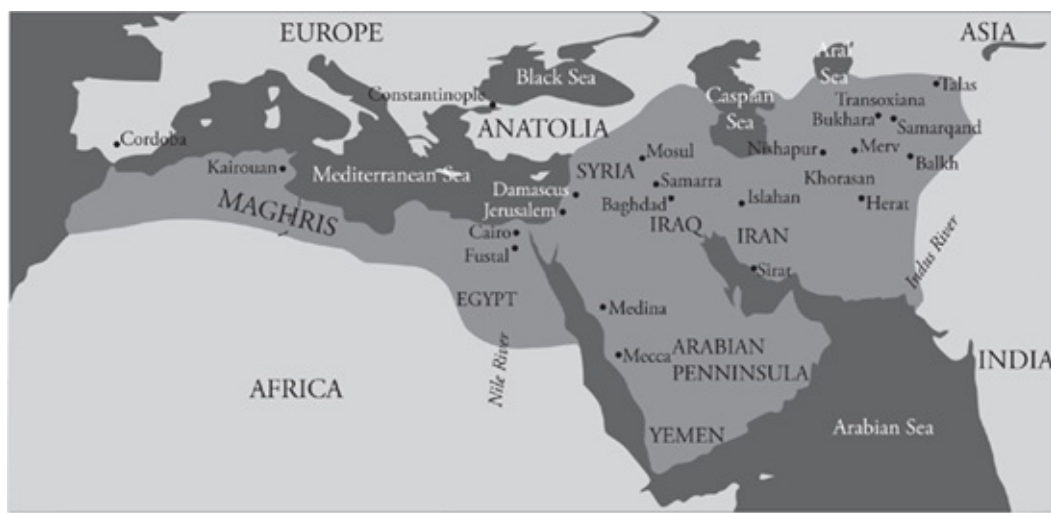 EUROPE
ASIA
Aral
Sea
Black Sea
Talas
Constantinople
Caspian
Sea
Transoxiana
Bukhara
Samarqand
ANATOLIA
Cordoba
Mosul
Nishapur
Merv
Balkh
Kairouan
Mediterranean Sea
SYRIA
Samarra
Khorasan
Damascus
Baghdad
Islahan
Herat
MAGHRIS
Jerusalem
IRAQ
IRAN
Cairo
Fustal
Sirat
Indus River
EGYPT
Medina
Mecca
ARABIAN
PENNINSULA
INDIA
AFRICA
Nile River
YEMEN
Arabian Sea